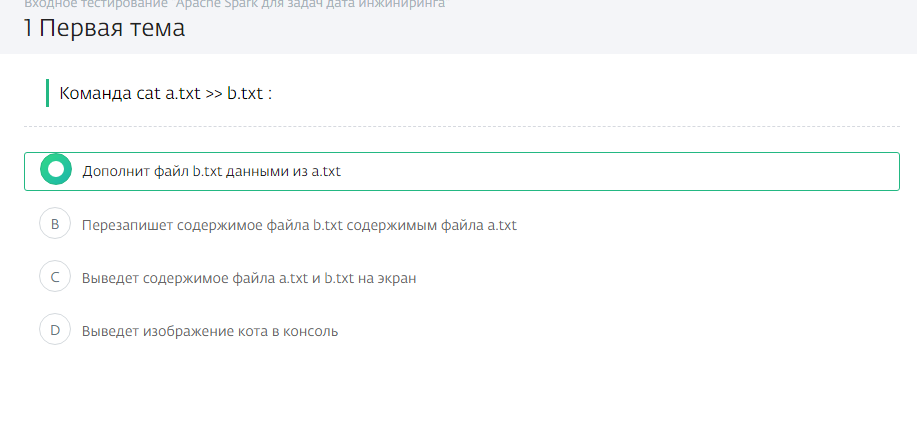 Входное тестирование "Apache Spark для задач дата инжиниринга"
1 Первая тема
Команда cat a.txt >> b.txt :
Дополнит файл b.txt данными из a.txt
B Перезапишет содержимое файла b.txt содержимым файла a.txt
C Выведет содержимое файла a.txt и b.txt на экран
D Выведет изображение кота в консоль